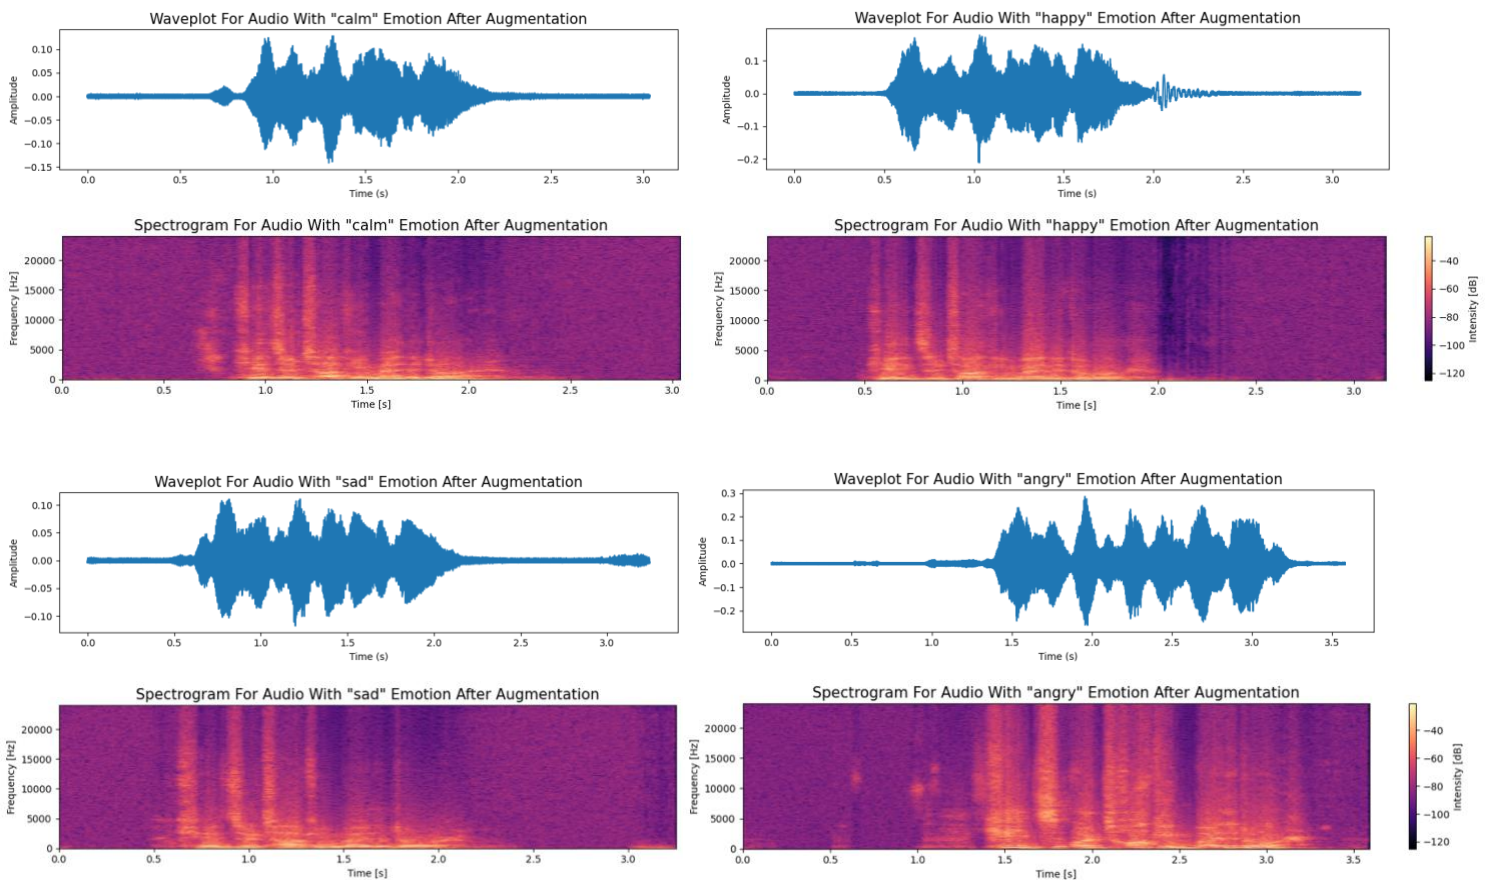 Waveplot For Audio With "calm" Emotion After Augmentation
Amplitude
0.10
0.05
0.00
−0.05
−0.10
−0.15
0.0 0.5 1.0 1.5 2.0 2.5 3.0
Time (s)
Waveplot For Audio With "happy" Emotion After Augmentation
Amplitude
0.1
0.0
−0.1
−0.2
0.0 0.5 1.0 1.5 2.0 2.5 3.0
Time (s)
Spectrogram For Audio With "calm" Emotion After Augmentation
Frequency [Hz]
20000
15000
10000
5000
0
0.0 0.5 1.0 1.5 2.0 2.5 3.0
Time [s]
Spectrogram For Audio With "happy" Emotion After Augmentation
Frequency [Hz]
20000
15000
10000
5000
0
0.0 0.5 1.0 1.5 2.0 2.5 3.0
Time [s]
−40
−60
−80
−100
−120
Intensity [dB]
Waveplot For Audio With "sad" Emotion After Augmentation
Amplitude
0.10
0.05
0.00
−0.05
−0.10
0.0 0.5 1.0 1.5 2.0 2.5 3.0
Time (s)
Waveplot For Audio With "angry" Emotion After Augmentation
Amplitude
0.3
0.2
0.1
0.0
−0.1
−0.2
0.0 0.5 1.0 1.5 2.0 2.5 3.0 3.5
Time (s)
Spectrogram For Audio With "sad" Emotion After Augmentation
Frequency [Hz]
20000
15000
10000
5000
0
0.0 0.5 1.0 1.5 2.0 2.5 3.0
Time [s]
Spectrogram For Audio With "angry" Emotion After Augmentation
Frequency [Hz]
20000
15000
10000
5000
0
0.0 0.5 1.0 1.5 2.0 2.5 3.0 3.5
Time [s]
−40
−60
−80
−100
−120
Intensity [dB]